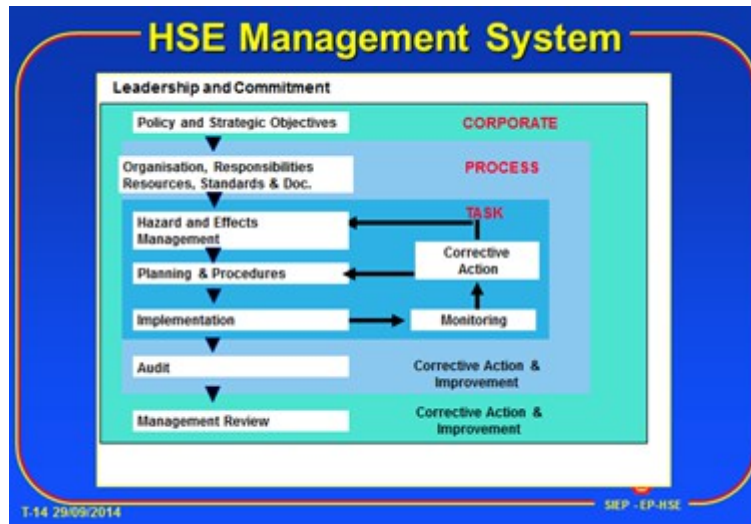 HSE Management System
Leadership and Commitment
Policy and Strategic Objectives
CORPORATE
Organisation, Responsibilities
Resources, Standards & Doc.
PROCESS
TASK
Hazard and Effects
Management
Corrective
Action
Planning & Procedures
Implementation
Monitoring
Audit
Corrective Action &
Improvement
Management Review
Corrective Action &
Improvement
T-14 29/09/2014
SIEP - EP-HSE